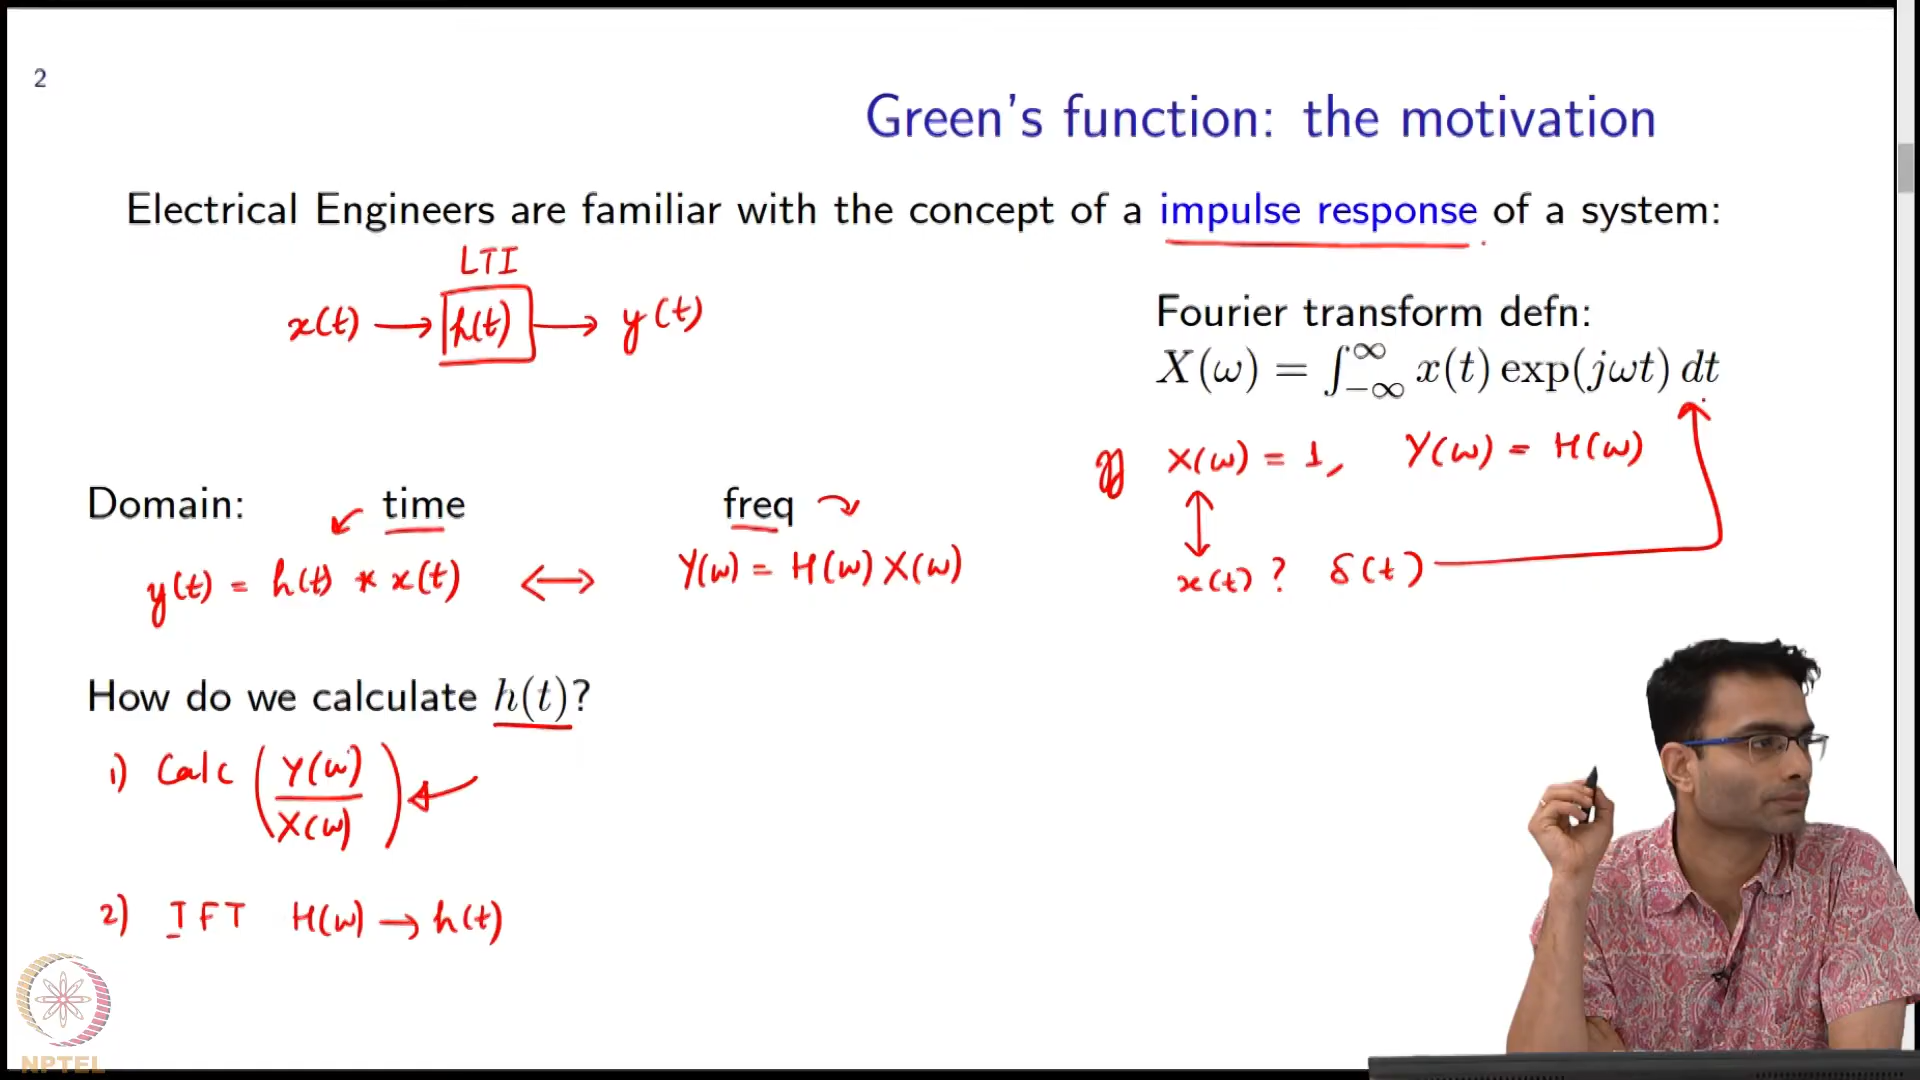 2
Green's function: the motivation
Electrical Engineers are familiar with the concept of a impulse response of a system:
LTI
x(t) → h(t) → y(t)
Fourier transform defn:
X(ω) = ∫_{-∞}^{∞} x(t) exp(jωt) dt
X(ω) = 1, Y(ω) = H(ω)
x(t)? δ(t)
Domain: time freq
y(t) = h(t) * x(t) ↔ Y(ω) = H(ω) X(ω)
How do we calculate h(t)?
1) Calc (Y(ω)/X(ω))
2) IFT H(ω) → h(t)
NPTEL